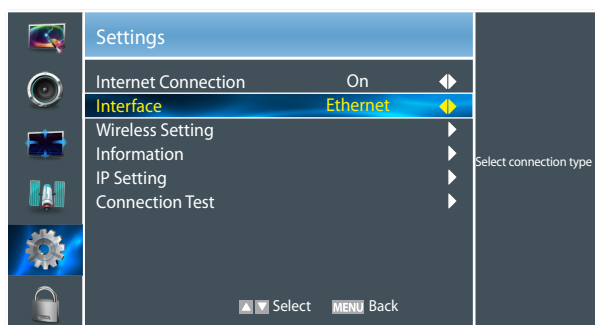 Settings
Internet Connection On
Interface Ethernet
Wireless Setting
Information
IP Setting
Connection Test
Select connection type
Select MENU Back